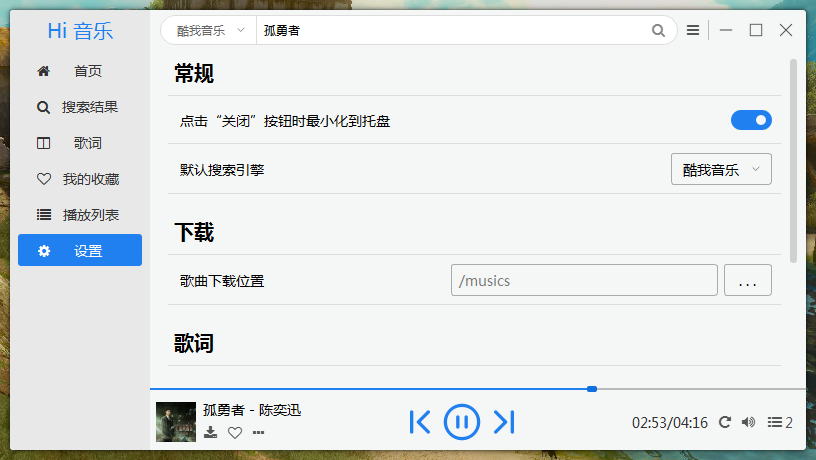 Hi 音乐
首页
搜索结果
歌词
我的收藏
播放列表
设置
酷我音乐 孤勇者
常规
点击“关闭”按钮时最小化到托盘
默认搜索引擎 酷我音乐
下载
歌曲下载位置 /musics ...
歌词
孤勇者 - 陈奕迅
02:53/04:16 2